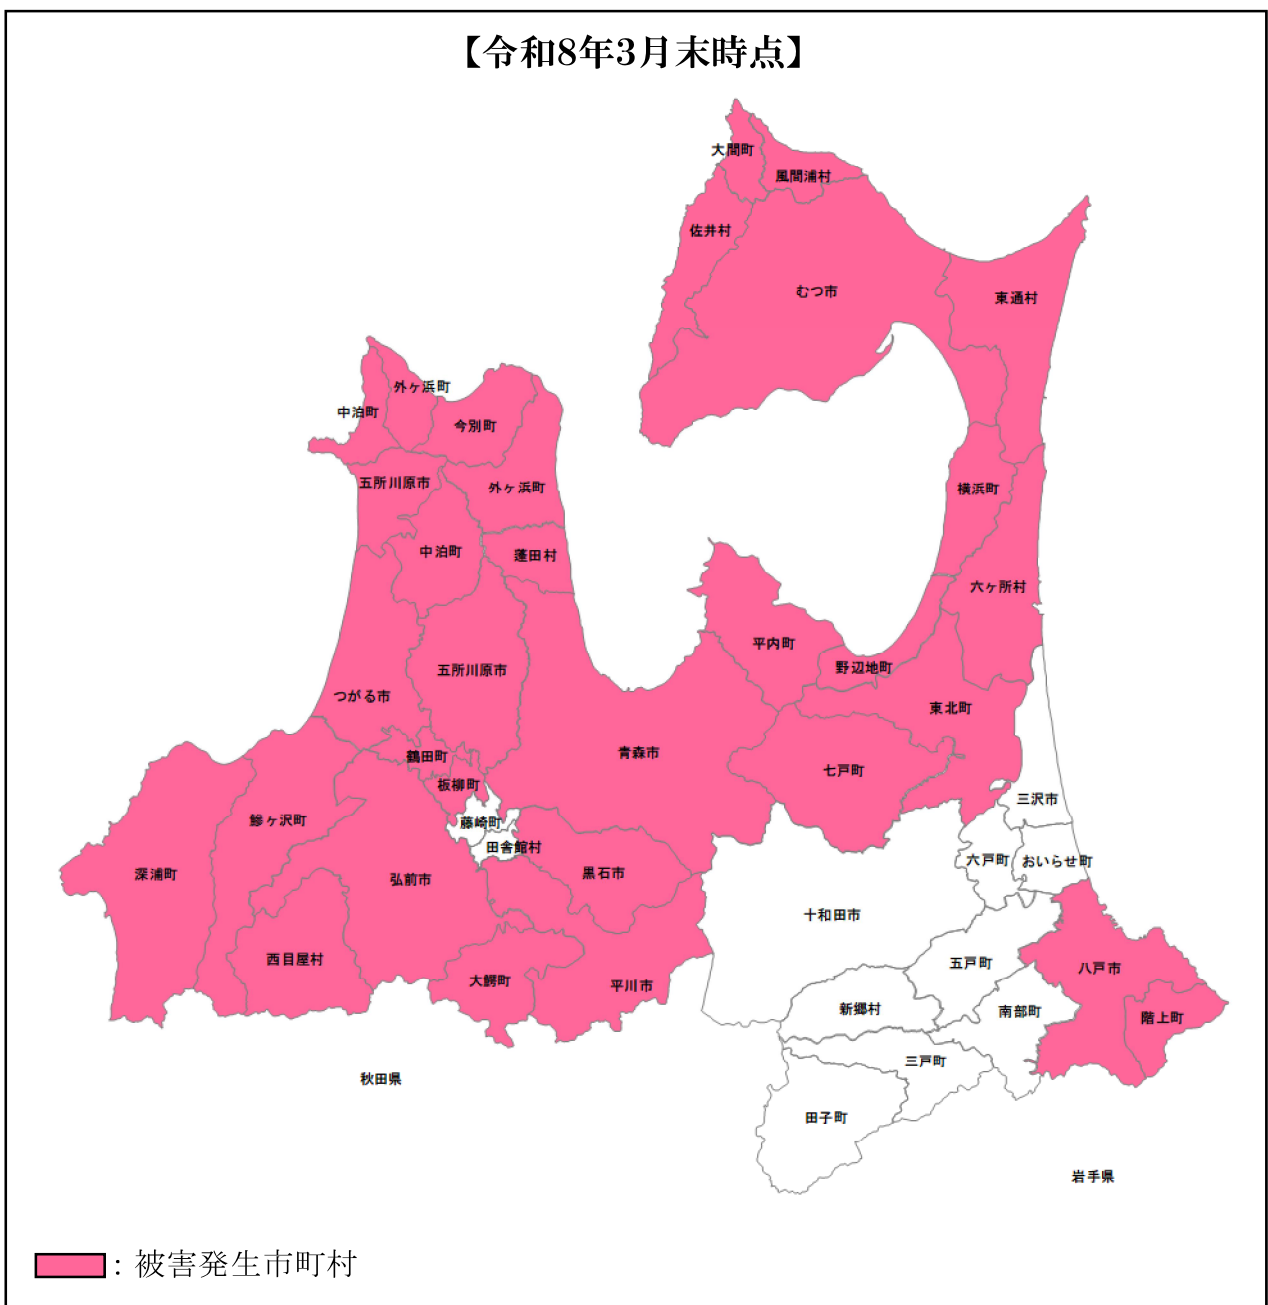 【令和8年3月末時点】
大間町
風間浦村
佐井村
むつ市
東通村
外ヶ浜町
中泊町
今別町
五所川原市
外ヶ浜町
横浜町
中泊町
蓬田村
六ヶ所村
平内町
野辺地町
五所川原市
つがる市
東北町
青森市
鶴田町
七戸町
板柳町
三沢市
鰺ヶ沢町
藤崎町
田舎館村
六戸町
おいらせ町
深浦町
弘前市
黒石市
十和田市
西目屋村
五戸町
八戸市
大鰐町
平川市
新郷村
南部町
階上町
三戸町
秋田県
田子町
岩手県
：被害発生市町村